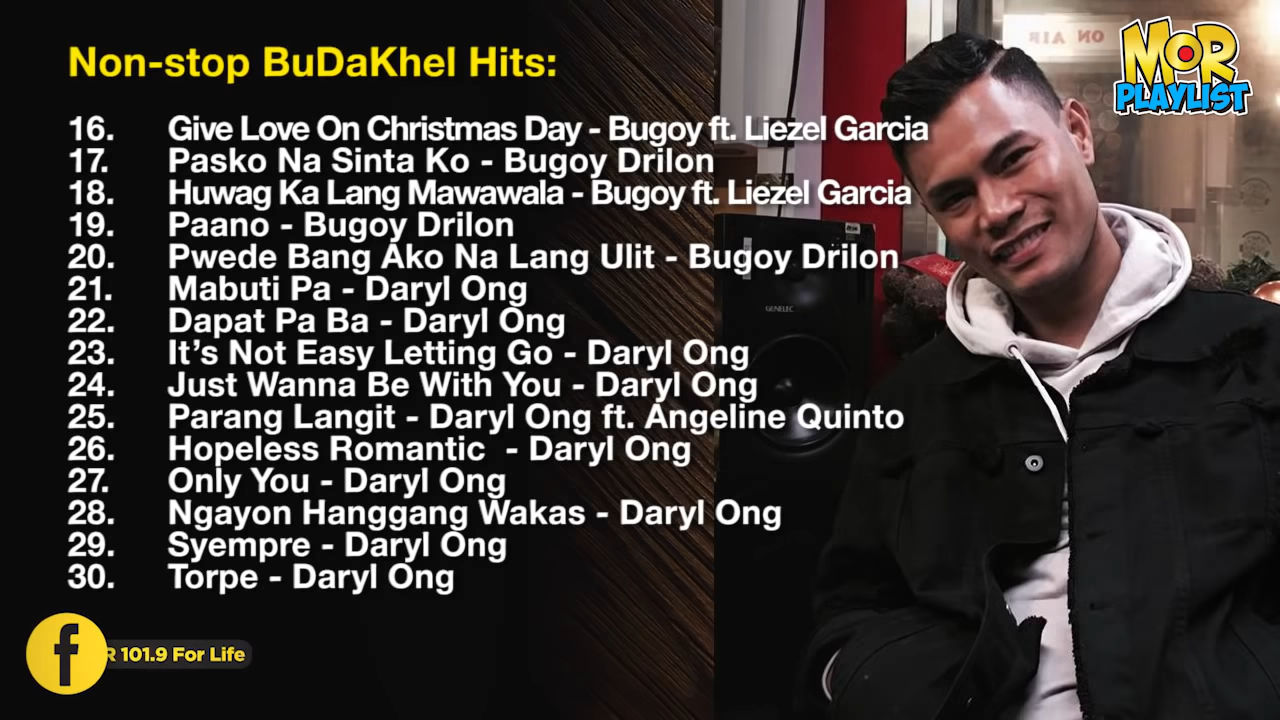 Non-stop BuDaKhel Hits:
16. Give Love On Christmas Day - Bugoy ft. Liezel Garcia
17. Pasko Na Sinta Ko - Bugoy Drilon
18. Huwag Ka Lang Mawawala - Bugoy ft. Liezel Garcia
19. Paano - Bugoy Drilon
20. Pwede Bang Ako Na Lang Ulit - Bugoy Drilon
21. Mabuti Pa - Daryl Ong
22. Dapat Pa Ba - Daryl Ong
23. It's Not Easy Letting Go - Daryl Ong
24. Just Wanna Be With You - Daryl Ong
25. Parang Langit - Daryl Ong ft. Angeline Quinto
26. Hopeless Romantic - Daryl Ong
27. Only You - Daryl Ong
28. Ngayon Hanggang Wakas - Daryl Ong
29. Syempre - Daryl Ong
30. Torpe - Daryl Ong
MOR
PLAYLIST
ON AIR
GENELEC
f
R 101.9 For Life